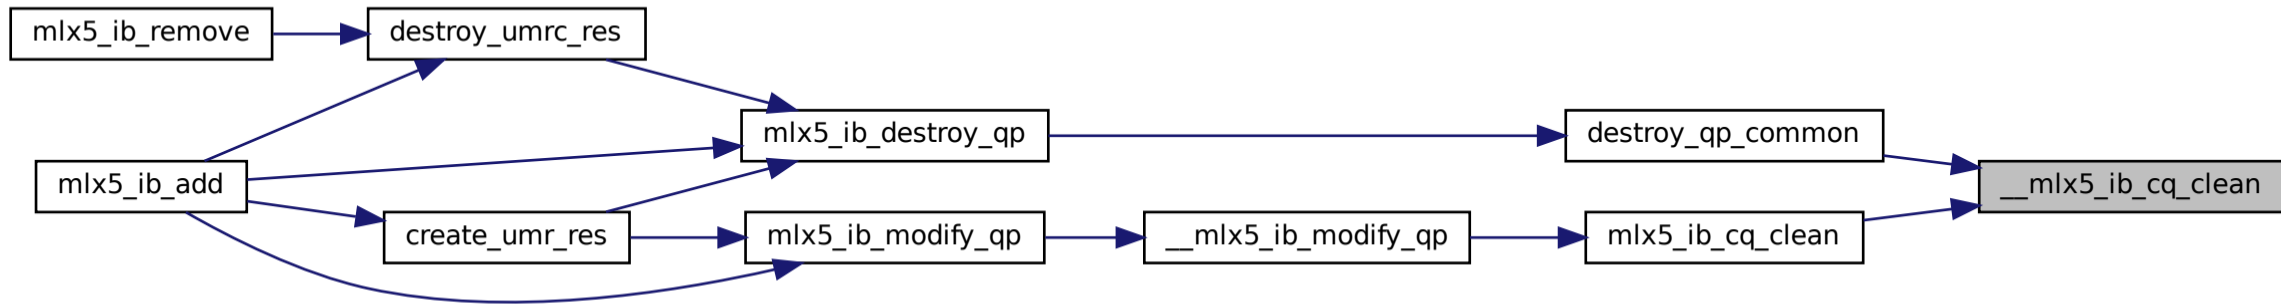 mlx5_ib_remove
destroy_umrc_res
mlx5_ib_destroy_qp
destroy_qp_common
mlx5_ib_add
__mlx5_ib_cq_clean
create_umr_res
mlx5_ib_modify_qp
__mlx5_ib_modify_qp
mlx5_ib_cq_clean